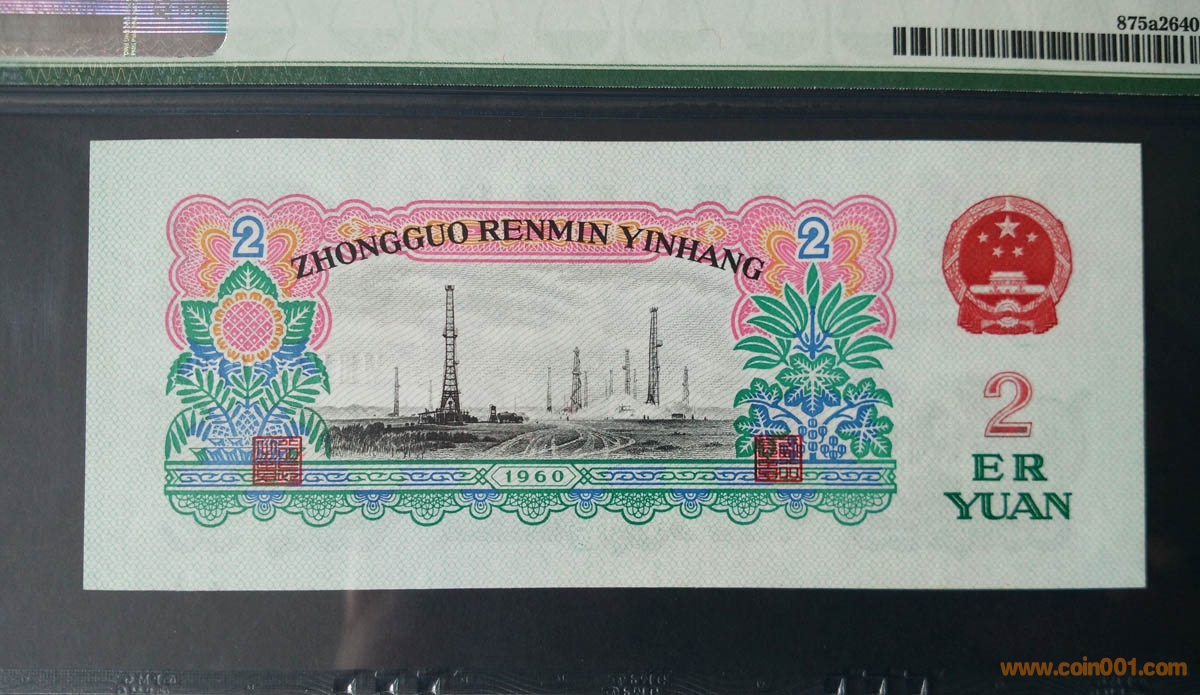 875a2640
2
2
ZHONGGUO RENMIN YINHANG
1960
2
ER
YUAN
www.coin001.com